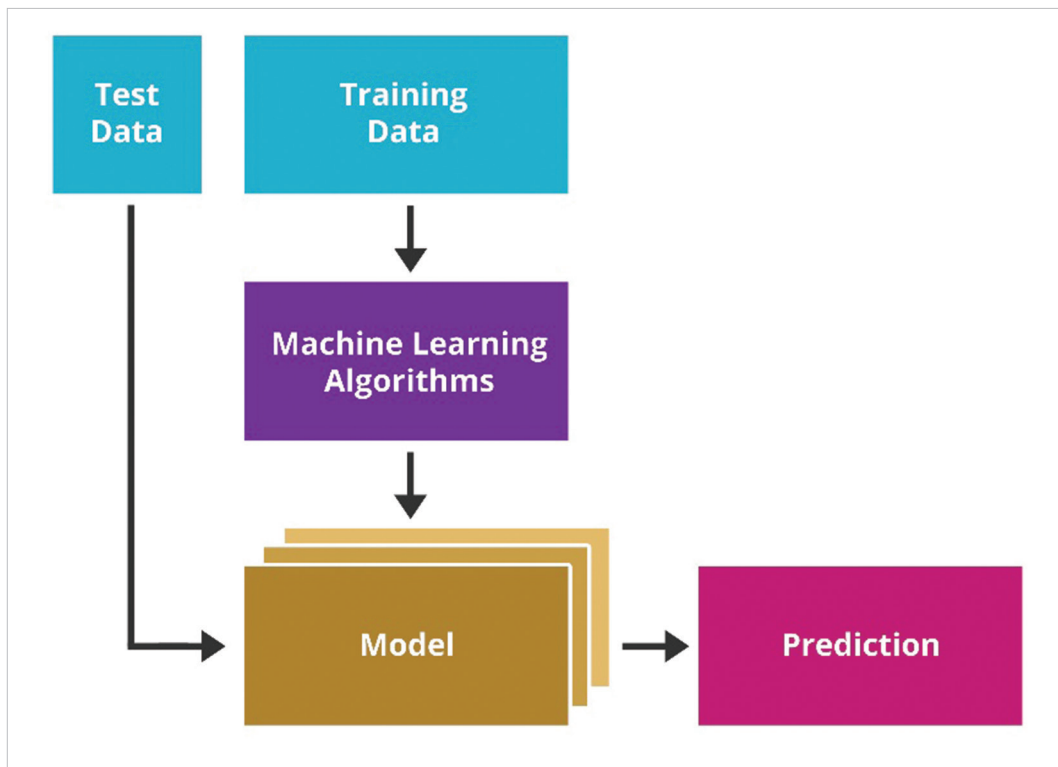 Test
Data
Training
Data
Machine Learning
Algorithms
Model
Prediction